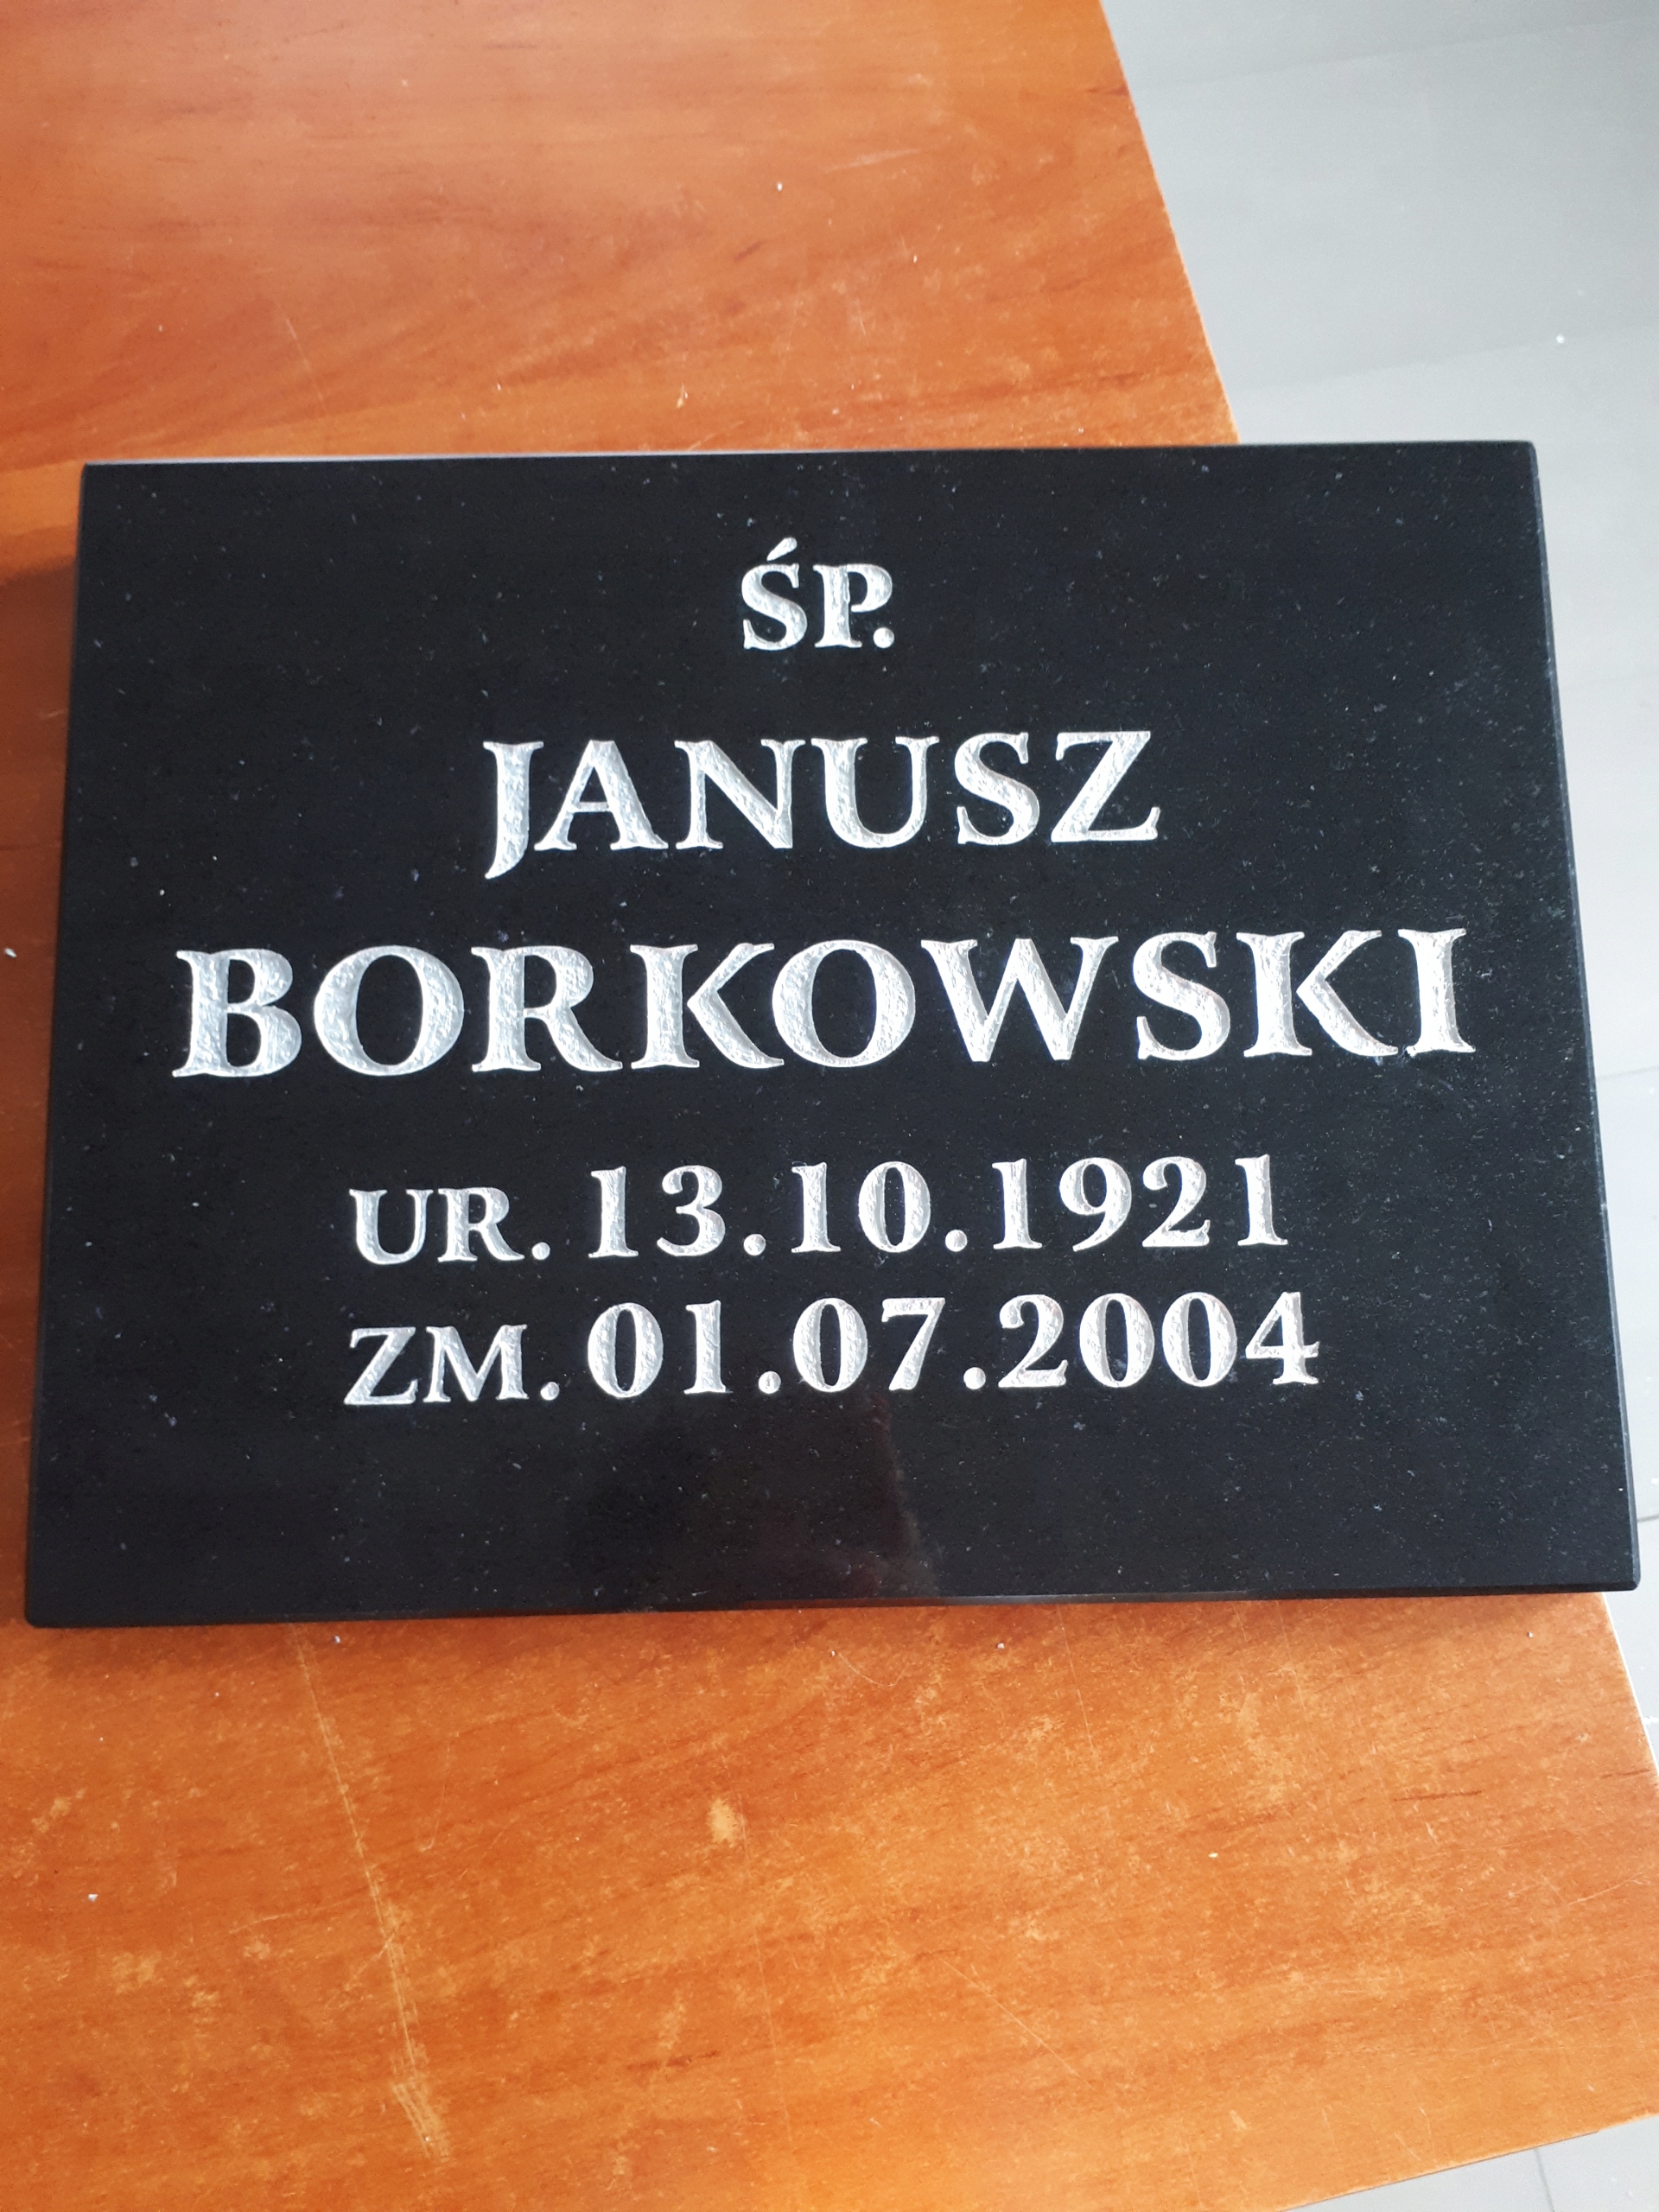 ŚP.
JANUSZ
BORKOWSKI
UR. 13.10.1921
ZM. 01.07.2004